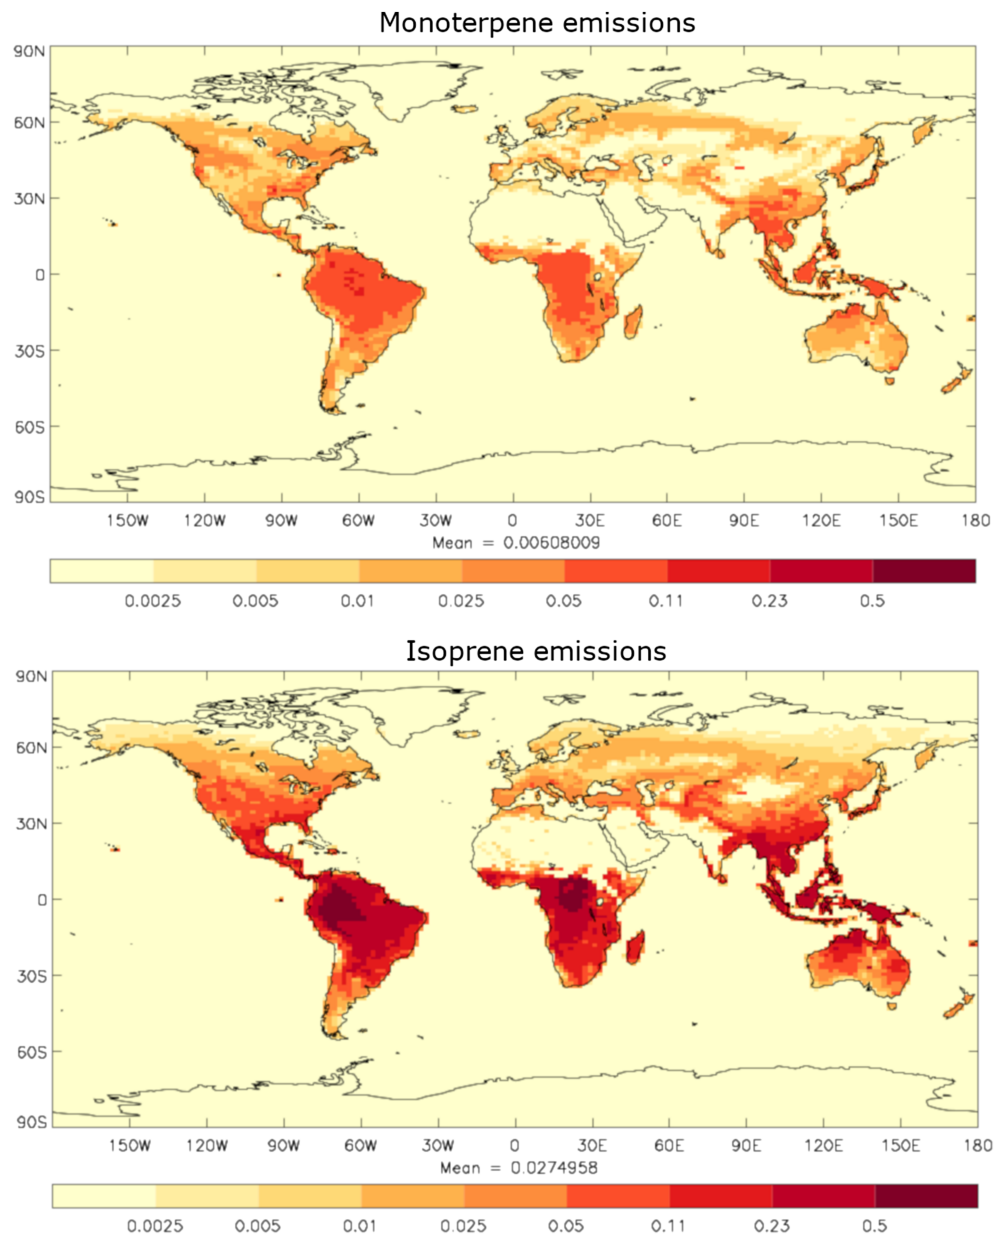 Monoterpene emissions
90N
60N
30N
0
30S
60S
90S
150W 120W 90W 60W 30W 0 30E 60E 90E 120E 150E 180
Mean = 0.00608009
0.0025 0.005 0.01 0.025 0.05 0.11 0.23 0.5
Isoprene emissions
90N
60N
30N
0
30S
60S
90S
150W 120W 90W 60W 30W 0 30E 60E 90E 120E 150E 180
Mean = 0.0274958
0.0025 0.005 0.01 0.025 0.05 0.11 0.23 0.5